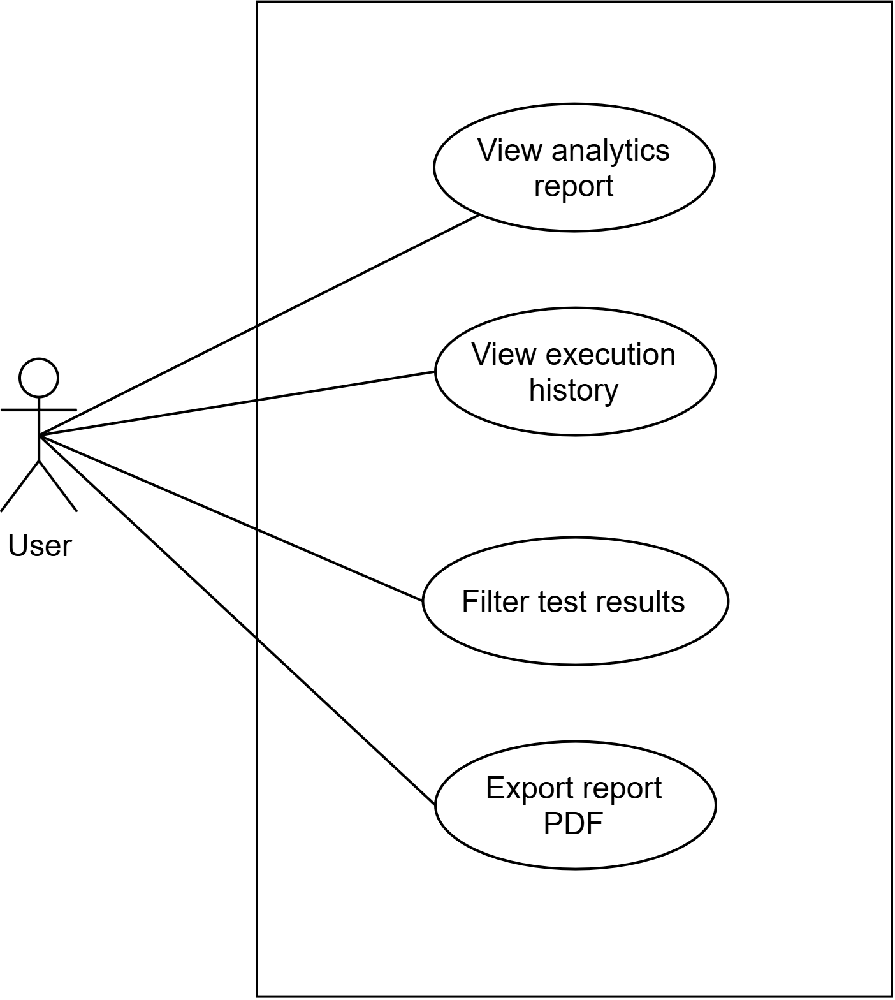 View analytics
report
View execution
history
User
Filter test results
Export report
PDF